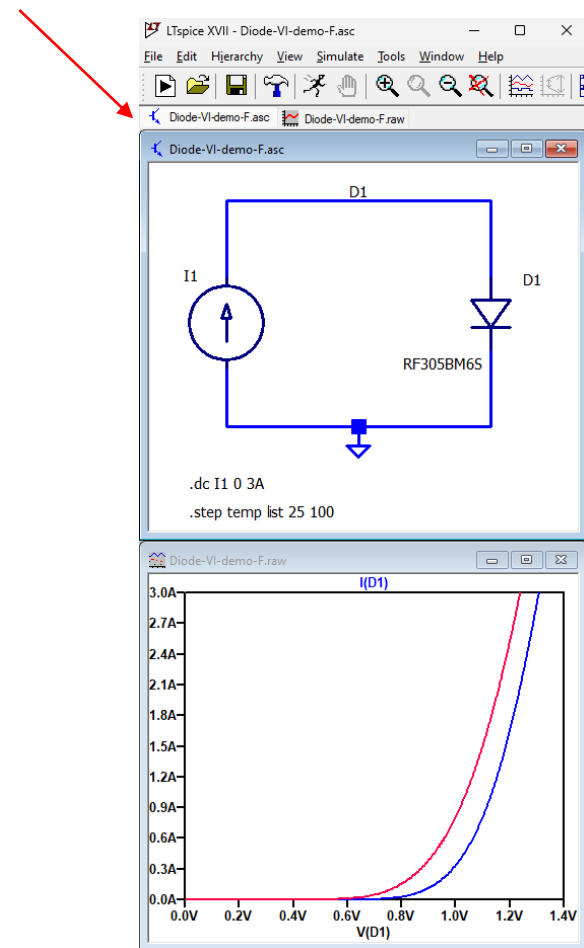 LTspice XVII - Diode-VI-demo-F.asc
File Edit Hierarchy View Simulate Tools Window Help
Diode-VI-demo-F.asc Diode-VI-demo-F.raw
Diode-VI-demo-F.asc
D1
I1
D1
RF305BM6S
.dc I1 0 3A
.step temp list 25 100
Diode-VI-demo-F.raw
I(D1)
3.0A
2.7A
2.4A
2.1A
1.8A
1.5A
1.2A
0.9A
0.6A
0.3A
0.0A
0.0V 0.2V 0.4V 0.6V 0.8V 1.0V 1.2V 1.4V
V(D1)